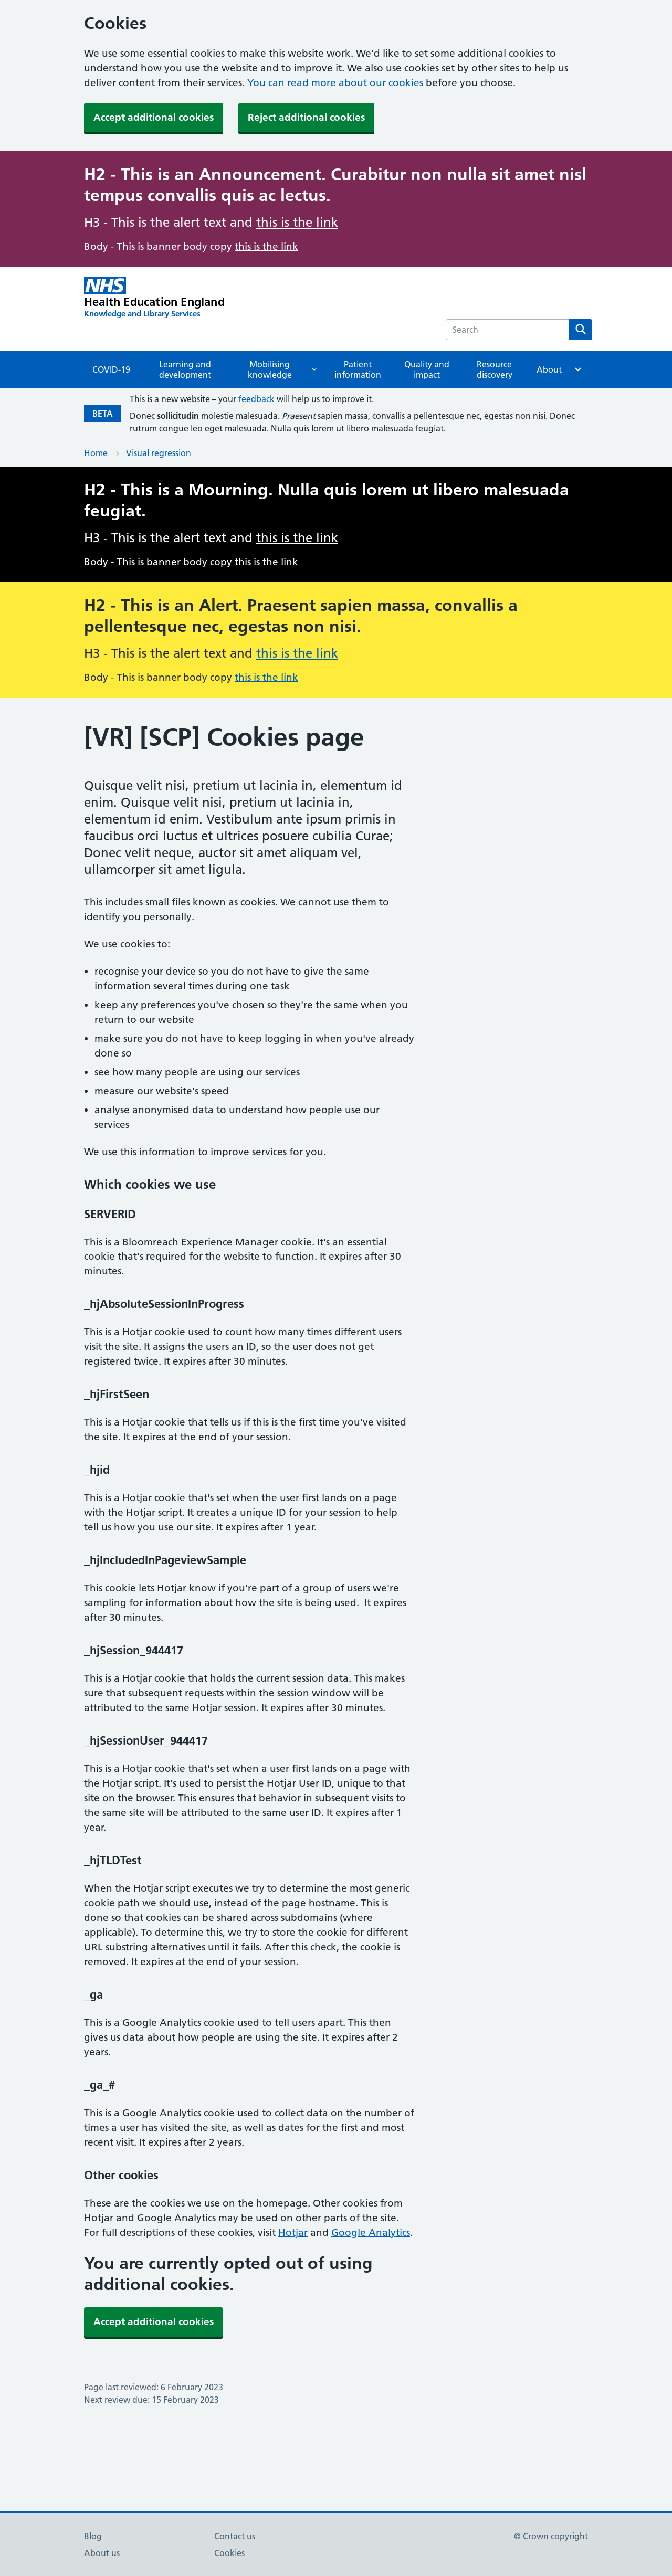 Cookies
We use some essential cookies to make this website work. We’d like to set some additional cookies to
understand how you use the website and to improve it. We also use cookies set by other sites to help us
deliver content from their services. You can read more about our cookies before you choose.
Accept additional cookies
Reject additional cookies
H2 - This is an Announcement. Curabitur non nulla sit amet nisl
tempus convallis quis ac lectus.
H3 - This is the alert text and this is the link
Body - This is banner body copy this is the link
NHS
Health Education England
Knowledge and Library Services
Search
COVID-19
Learning and
development
Mobilising
knowledge
Patient
information
Quality and
impact
Resource
discovery
About
BETA
This is a new website – your feedback will help us to improve it.
Donec sollicitudin molestie malesuada. Praesent sapien massa, convallis a pellentesque nec, egestas non nisi. Donec
rutrum congue leo eget malesuada. Nulla quis lorem ut libero malesuada feugiat.
Home
Visual regression
H2 - This is a Mourning. Nulla quis lorem ut libero malesuada
feugiat.
H3 - This is the alert text and this is the link
Body - This is banner body copy this is the link
H2 - This is an Alert. Praesent sapien massa, convallis a
pellentesque nec, egestas non nisi.
H3 - This is the alert text and this is the link
Body - This is banner body copy this is the link
[VR] [SCP] Cookies page
Quisque velit nisi, pretium ut lacinia in, elementum id
enim. Quisque velit nisi, pretium ut lacinia in,
elementum id enim. Vestibulum ante ipsum primis in
faucibus orci luctus et ultrices posuere cubilia Curae;
Donec velit neque, auctor sit amet aliquam vel,
ullamcorper sit amet ligula.
This includes small files known as cookies. We cannot use them to
identify you personally.
We use cookies to:
• recognise your device so you do not have to give the same
information several times during one task
• keep any preferences you've chosen so they're the same when you
return to our website
• make sure you do not have to keep logging in when you've already
done so
• see how many people are using our services
• measure our website's speed
• analyse anonymised data to understand how people use our
services
We use this information to improve services for you.
Which cookies we use
SERVERID
This is a Bloomreach Experience Manager cookie. It's an essential
cookie that's required for the website to function. It expires after 30
minutes.
_hjAbsoluteSessionInProgress
This is a Hotjar cookie used to count how many times different users
visit the site. It assigns the users an ID, so the user does not get
registered twice. It expires after 30 minutes.
_hjFirstSeen
This is a Hotjar cookie that tells us if this is the first time you've visited
the site. It expires at the end of your session.
_hjid
This is a Hotjar cookie that's set when the user first lands on a page
with the Hotjar script. It creates a unique ID for your session to help
tell us how you use our site. It expires after 1 year.
_hjIncludedInPageviewSample
This cookie lets Hotjar know if you're part of a group of users we're
sampling for information about how the site is being used. It expires
after 30 minutes.
_hjSession_944417
This is a Hotjar cookie that holds the current session data. This makes
sure that subsequent requests within the session window will be
attributed to the same Hotjar session. It expires after 30 minutes.
_hjSessionUser_944417
This is a Hotjar cookie that's set when a user first lands on a page with
the Hotjar script. It's used to persist the Hotjar User ID, unique to that
site on the browser. This ensures that behavior in subsequent visits to
the same site will be attributed to the same user ID. It expires after 1
year.
_hjTLDTest
When the Hotjar script executes we try to determine the most generic
cookie path we should use, instead of the page hostname. This is
done so that cookies can be shared across subdomains (where
applicable). To determine this, we try to store the cookie for different
URL substring alternatives until it fails. After this check, the cookie is
removed. It expires at the end of your session.
_ga
This is a Google Analytics cookie used to tell users apart. This then
gives us data about how people are using the site. It expires after 2
years.
_ga_#
This is a Google Analytics cookie used to collect data on the number of
times a user has visited the site, as well as dates for the first and most
recent visit. It expires after 2 years.
Other cookies
These are the cookies we use on the homepage. Other cookies from
Hotjar and Google Analytics may be used on other parts of the site.
For full descriptions of these cookies, visit Hotjar and Google Analytics.
You are currently opted out of using
additional cookies.
Accept additional cookies
Page last reviewed: 6 February 2023
Next review due: 15 February 2023
Blog
Contact us
© Crown copyright
About us
Cookies